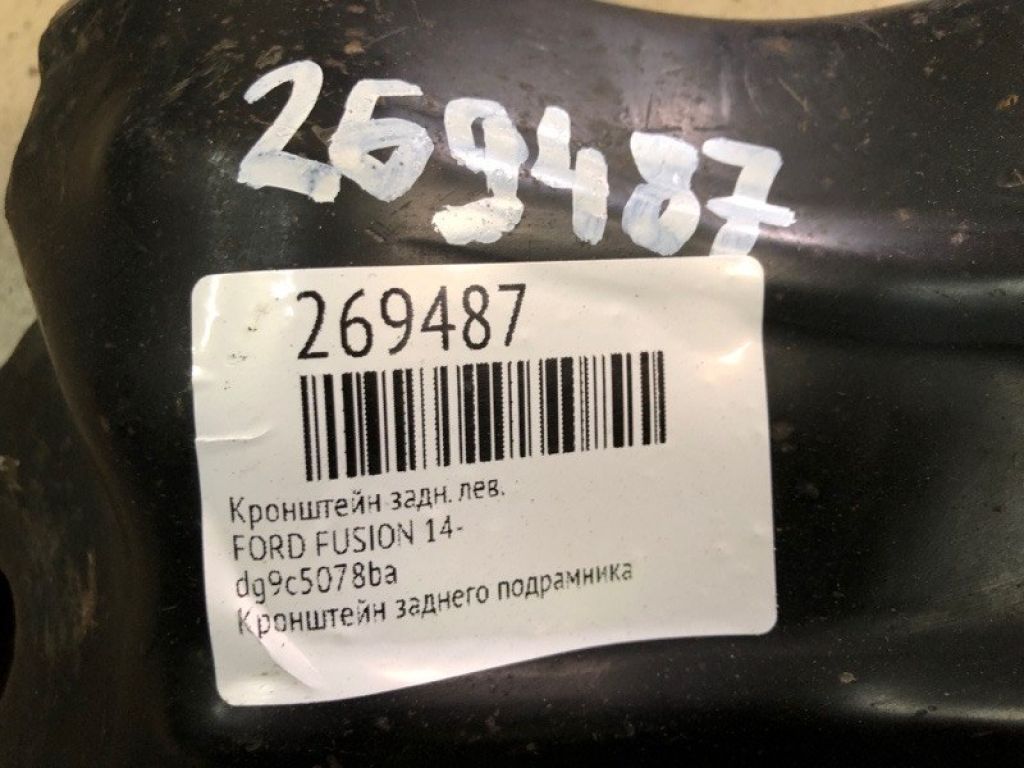 269487
269487
Кронштейн задн. лев.
FORD FUSION 14-
dg9c5078ba
Кронштейн заднего подрамника